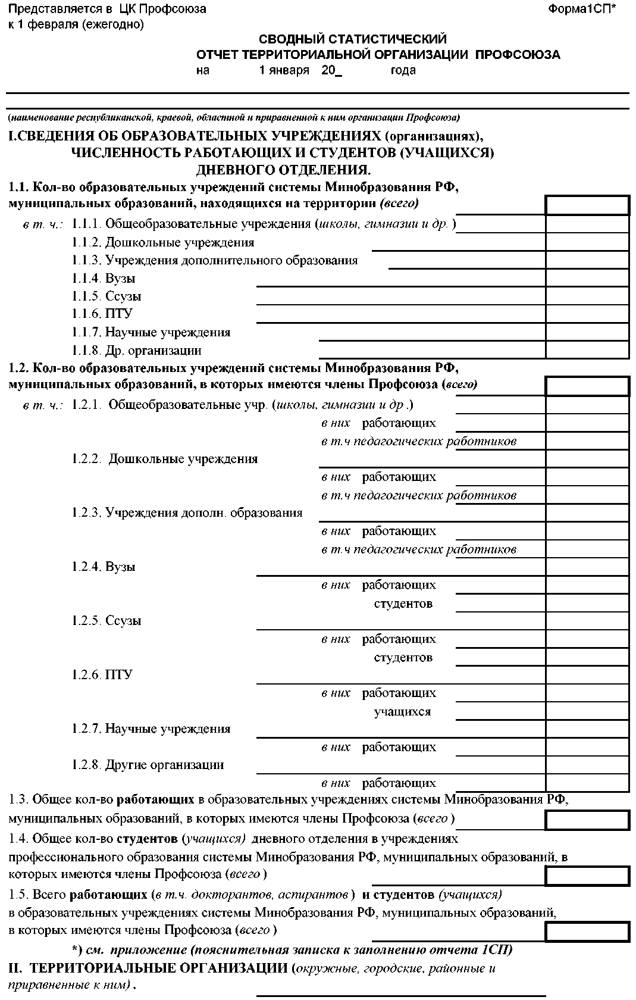 Представляется в ЦК Профсоюза Форма1СП*
к 1 февраля (ежегодно)
СВОДНЫЙ СТАТИСТИЧЕСКИЙ
ОТЧЕТ ТЕРРИТОРИАЛЬНОЙ ОРГАНИЗАЦИИ ПРОФСОЮЗА
на 1 января 20_ года
(наименование республиканской, краевой, областной и приравненной к ним организации Профсоюза)
I.СВЕДЕНИЯ ОБ ОБРАЗОВАТЕЛЬНЫХ УЧРЕЖДЕНИЯХ (организациях),
ЧИСЛЕННОСТЬ РАБОТАЮЩИХ И СТУДЕНТОВ (УЧАЩИХСЯ)
ДНЕВНОГО ОТДЕЛЕНИЯ.
1.1. Кол-во образовательных учреждений системы Минобразования РФ,
муниципальных образований, находящихся на территории (всего)
в т. ч.: 1.1.1. Общеобразовательные учреждения (школы, гимназии и др. )
1.1.2. Дошкольные учреждения
1.1.3. Учреждения дополнительного образования
1.1.4. Вузы
1.1.5. Ссузы
1.1.6. ПТУ
1.1.7. Научные учреждения
1.1.8. Др. организации
1.2. Кол-во образовательных учреждений системы Минобразования РФ,
муниципальных образований, в которых имеются члены Профсоюза (всего)
в т. ч.: 1.2.1. Общеобразовательные учр. (школы, гимназии и др .)
в них работающих
в т.ч педагогических работников
1.2.2. Дошкольные учреждения
в них работающих
в т.ч педагогических работников
1.2.3. Учреждения дополн. образования
в них работающих
в т.ч педагогических работников
1.2.4. Вузы
в них работающих
студентов
1.2.5. Ссузы
в них работающих
студентов
1.2.6. ПТУ
в них работающих
учащихся
1.2.7. Научные учреждения
в них работающих
1.2.8. Другие организации
в них работающих
1.3. Общее кол-во работающих в образовательных учреждениях системы Минобразования РФ,
муниципальных образований, в которых имеются члены Профсоюза (всего )
1.4. Общее кол-во студентов (учащихся) дневного отделения в учреждениях
профессионального образования системы Минобразования РФ, муниципальных образований, в
которых имеются члены Профсоюза (всего )
1.5. Всего работающих (в т.ч. докторантов, аспирантов ) и студентов (учащихся)
в образовательных учреждениях системы Минобразования РФ, муниципальных образований,
в которых имеются члены Профсоюза (всего )
*) см. приложение (пояснительная записка к заполнению отчета 1СП)
II. ТЕРРИТОРИАЛЬНЫЕ ОРГАНИЗАЦИИ (окружные, городские, районные и
приравненные к ним) .